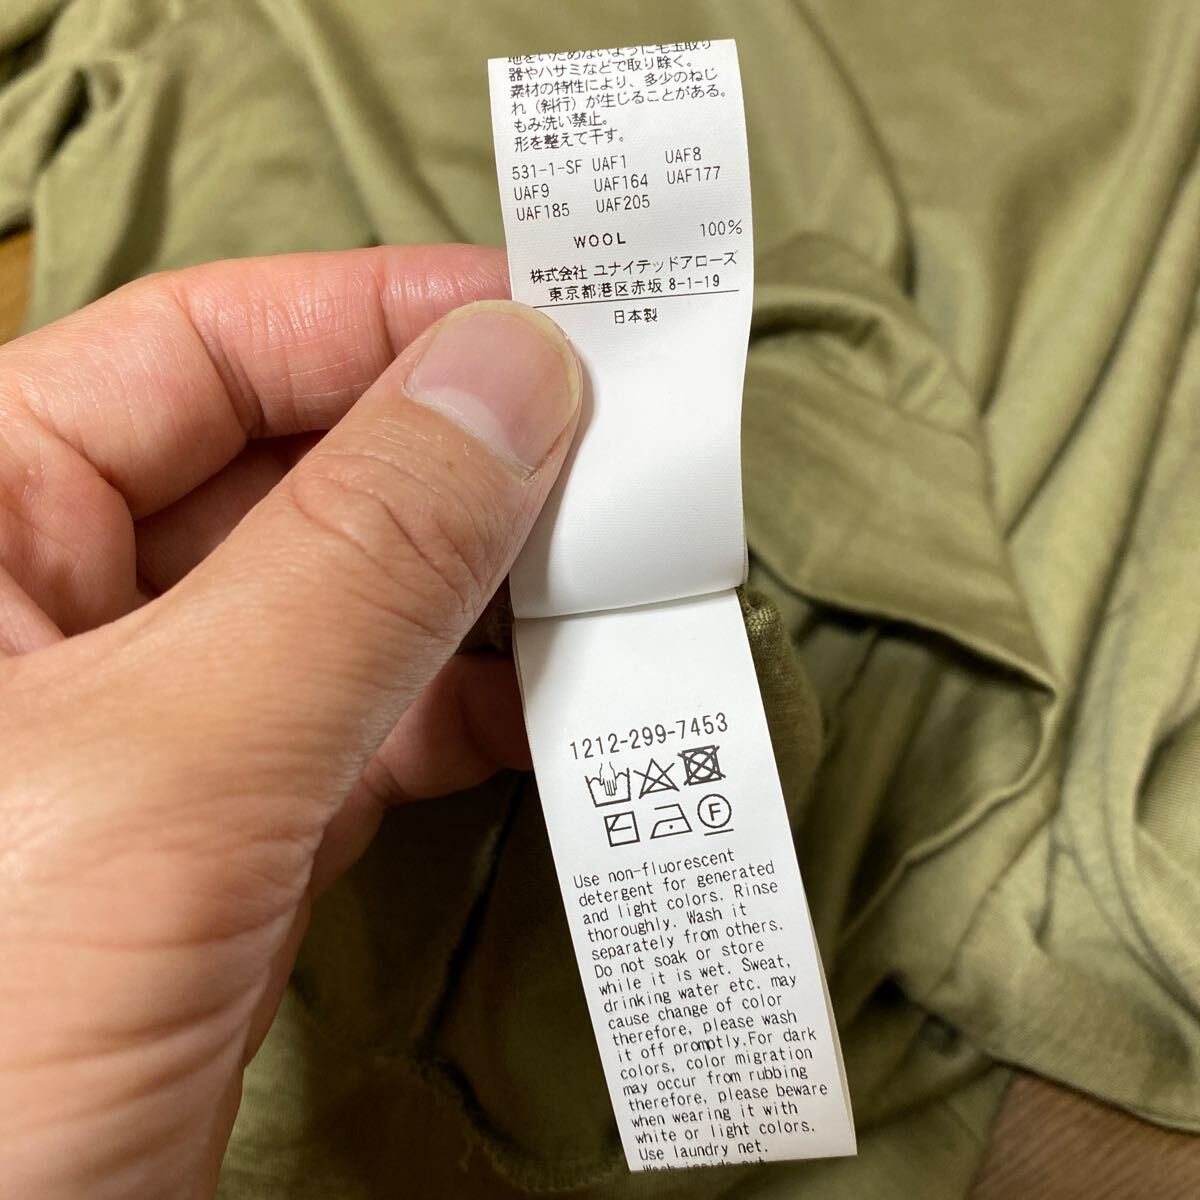 地をいためないように毛玉取り
器やハサミなどで取り除く。
素材の特性により、多少のねじ
れ（斜行）が生じることがある。
もみ洗い禁止。
形を整えて干す。
531-1-SF UAF1 UAF8
UAF9 UAF164 UAF177
UAF185 UAF205
WOOL 100%
株式会社 ユナイテッドアローズ
東京都港区赤坂 8-1-19
日本製
1212-299-7453
F
Use non-fluorescent
detergent for generated
and light colors. Rinse
thoroughly. Wash it
separately from others.
Do not soak or store
while it is wet. Sweat,
drinking water etc. may
cause change of color
therefore, please wash
it off promptly.For dark
colors, color migration
may occur from rubbing
therefore, please beware
when wearing it with
white or light colors.
Use laundry net.
Wash inside out.